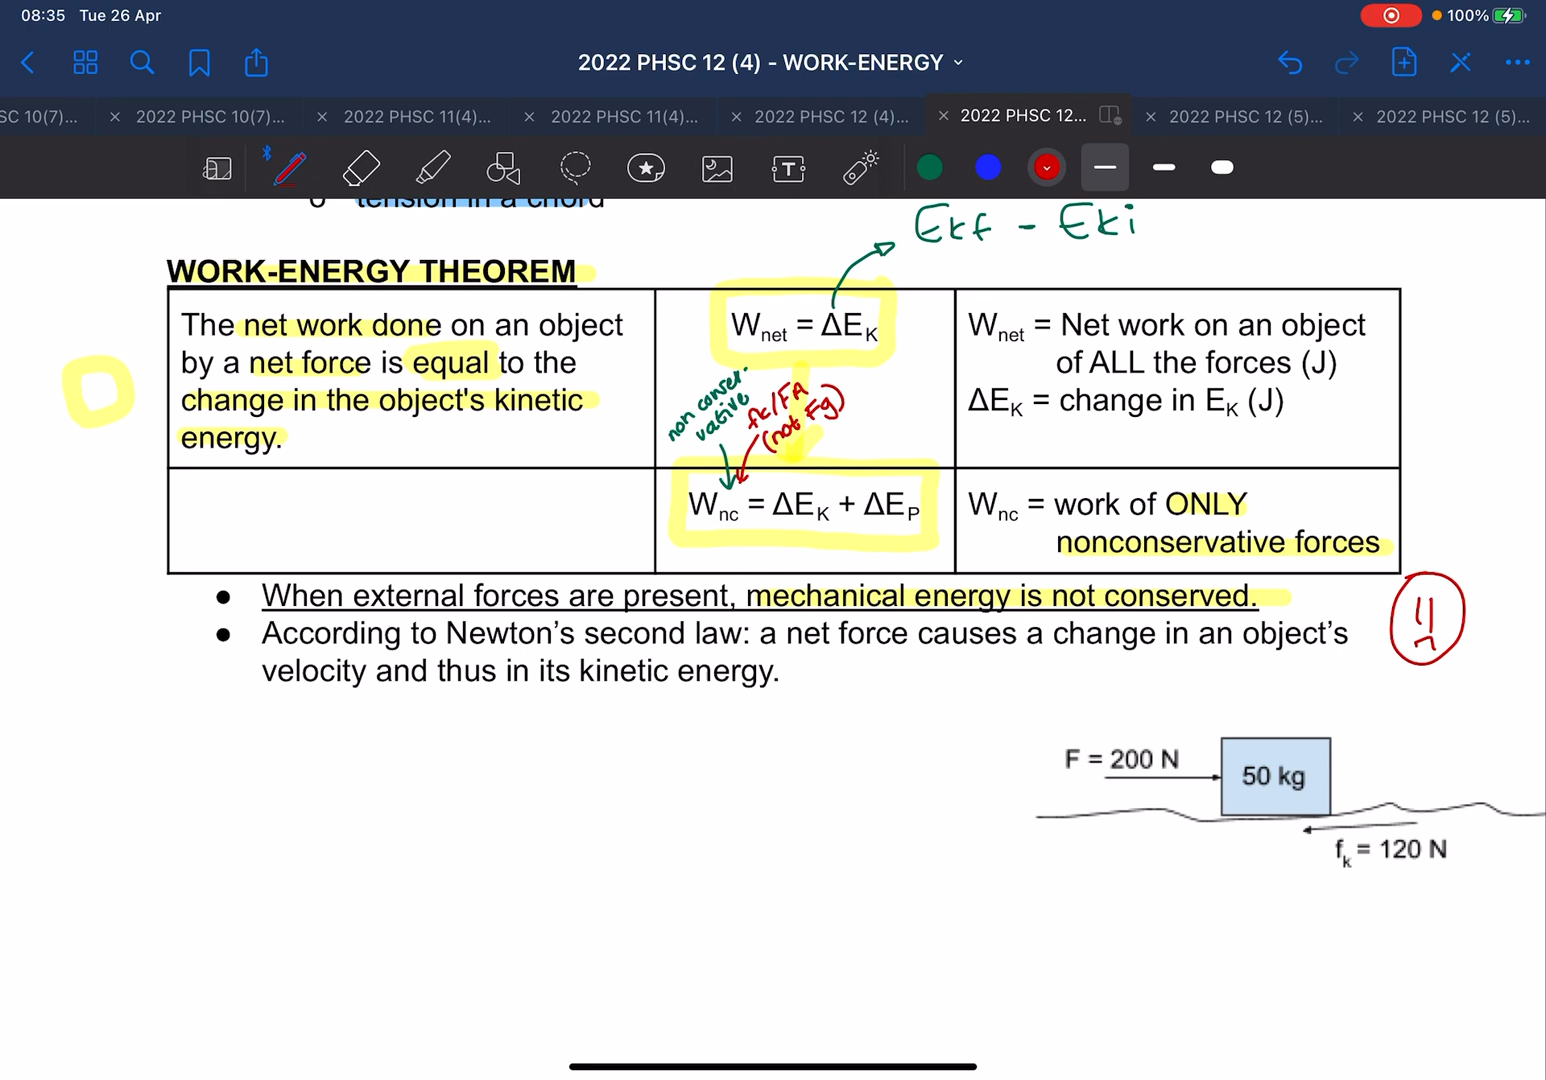 08:35 Tue 26 Apr
100%
2022 PHSC 12 (4) - WORK-ENERGY
SC 10(7)...
2022 PHSC 10(7)...
2022 PHSC 11(4)...
2022 PHSC 11(4)...
2022 PHSC 12 (4)...
2022 PHSC 12...
2022 PHSC 12 (5)...
2022 PHSC 12 (5)...
o tension in a chord
Ekf - Eki
WORK-ENERGY THEOREM
The net work done on an object
by a net force is equal to the
change in the object's kinetic
energy.
Wnet = ΔEK
Wnet = Net work on an object
of ALL the forces (J)
ΔEK = change in EK (J)
non conser-
vative
fk/FA
(not Fg)
Wnc = ΔEK + ΔEP
Wnc = work of ONLY
nonconservative forces
● When external forces are present, mechanical energy is not conserved.
● According to Newton’s second law: a net force causes a change in an object’s
velocity and thus in its kinetic energy.
F = 200 N
50 kg
fk = 120 N